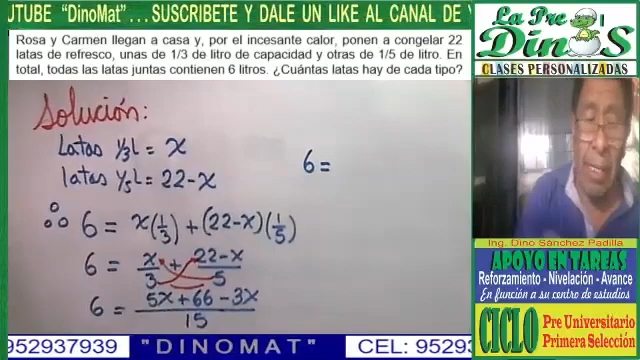 UTUBE "DinoMat"...SUSCRIBETE Y DALE UN LIKE AL CANAL DE Y
La Pre
DinoS
CLASES PERSONALIZADAS
Rosa y Carmen llegan a casa y, por el incesante calor, ponen a congelar 22
latas de refresco, unas de 1/3 de litro de capacidad y otras de 1/5 de litro. En
total, todas las latas juntas contienen 6 litros. ¿Cuántas latas hay de cada tipo?
Solución:
Latas 1/3 L = x
latas 1/5 L = 22-x
6 =
∴ 6 = x(1/3) + (22-x)(1/5)
6 = x/3 + 22-x/5
6 = 5x + 66 - 3x/15
Ing. Dino Sánchez Padilla
APOYO EN TAREAS
Reforzamiento - Nivelación - Avance
En función a su centro de estudios
CICLO Pre Universitario
Primera Selección
952937939 "DINOMAT" CEL: 9529